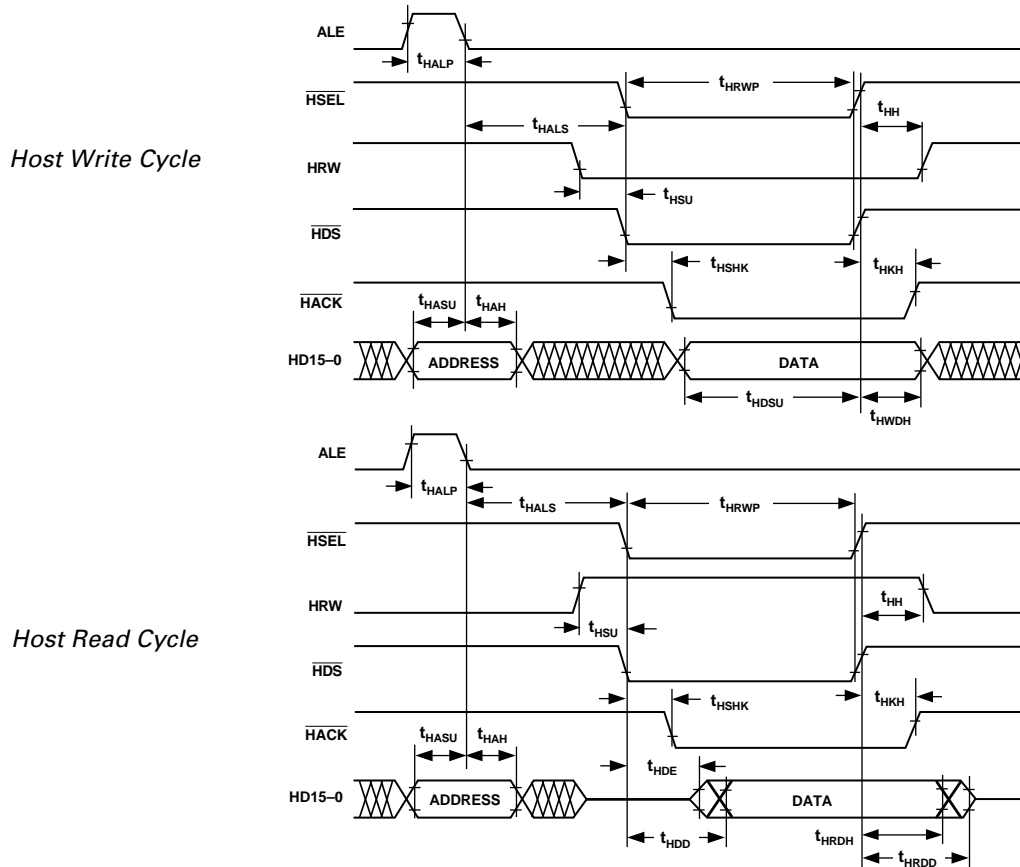 ALE
tHALP
tHRWP
HSEL
tHH
tHALS
Host Write Cycle
HRW
tHSU
HDS
tHSHK
tHKH
HACK
tHASU
tHAH
HD15–0
ADDRESS
DATA
tHDSU
tHWDH
ALE
tHALP
tHALS
tHRWP
HSEL
HRW
tHH
tHSU
Host Read Cycle
HDS
tHSHK
tHKH
HACK
tHASU
tHAH
tHDE
HD15–0
ADDRESS
DATA
tHDD
tHRDH
tHRDD